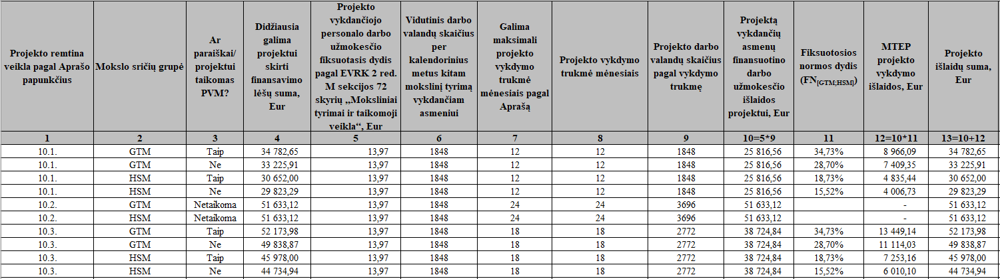 Projekto remtina veikla pagal Aprašo papunkčius
Mokslo sričių grupė
Ar paraiškai/ projektui taikomas PVM?
Didžiausia galima projektui skirti finansavimo lėšų suma, Eur
Projekto vykdančiojo personalo darbo užmokesčio fiksuotasis dydis pagal EVRK 2 red. M sekcijos 72 skyrių „Moksliniai tyrimai ir taikomoji veikla“, Eur
Vidutinis darbo valandų skaičius per kalendorinius metus kitam mokslinį tyrimą vykdančiam asmeniui
Galima maksimali projekto vykdymo trukmė mėnesiais pagal Aprašą
Projekto vykdymo trukmė mėnesiais
Projekto darbo valandų skaičius pagal vykdymo trukmę
Projektą vykdančių asmenų finansuotino darbo užmokesčio išlaidos projektui, Eur
Fiksuotosios normos dydis (FN[GTM;HSM])
MTEP projekto vykdymo išlaidos, Eur
Projekto išlaidų suma, Eur
1 2 3 4 5 6 7 8 9 10=5*9 11 12=10*11 13=10+12
10.1. GTM Taip 34 782,65 13,97 1848 12 12 1848 25 816,56 34,73% 8 966,09 34 782,65
10.1. GTM Ne 33 225,91 13,97 1848 12 12 1848 25 816,56 28,70% 7 409,35 33 225,91
10.1. HSM Taip 30 652,00 13,97 1848 12 12 1848 25 816,56 18,73% 4 835,44 30 652,00
10.1. HSM Ne 29 823,29 13,97 1848 12 12 1848 25 816,56 15,52% 4 006,73 29 823,29
10.2. GTM Netaikoma 51 633,12 13,97 1848 24 24 3696 51 633,12 - 51 633,12
10.2. HSM Netaikoma 51 633,12 13,97 1848 24 24 3696 51 633,12 - 51 633,12
10.3. GTM Taip 52 173,98 13,97 1848 18 18 2772 38 724,84 34,73% 13 449,14 52 173,98
10.3. GTM Ne 49 838,87 13,97 1848 18 18 2772 38 724,84 28,70% 11 114,03 49 838,87
10.3. HSM Taip 45 978,00 13,97 1848 18 18 2772 38 724,84 18,73% 7 253,16 45 978,00
10.3. HSM Ne 44 734,94 13,97 1848 18 18 2772 38 724,84 15,52% 6 010,10 44 734,94